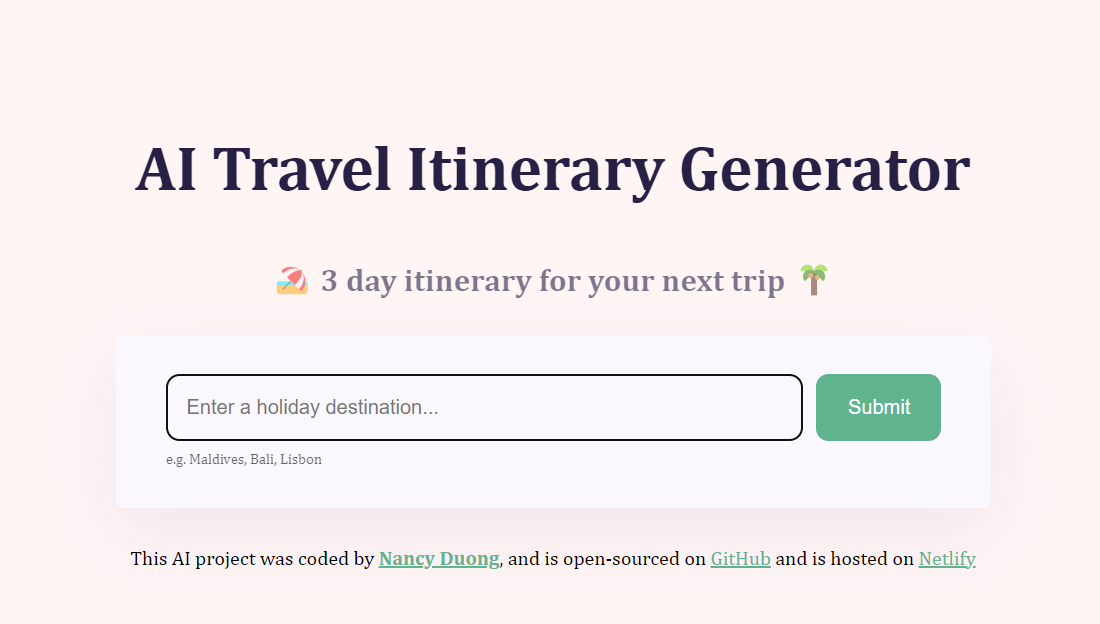 AI Travel Itinerary Generator
🏖️ 3 day itinerary for your next trip 🌴
Enter a holiday destination... Submit
e.g. Maldives, Bali, Lisbon
This AI project was coded by Nancy Duong, and is open-sourced on GitHub and is hosted on Netlify